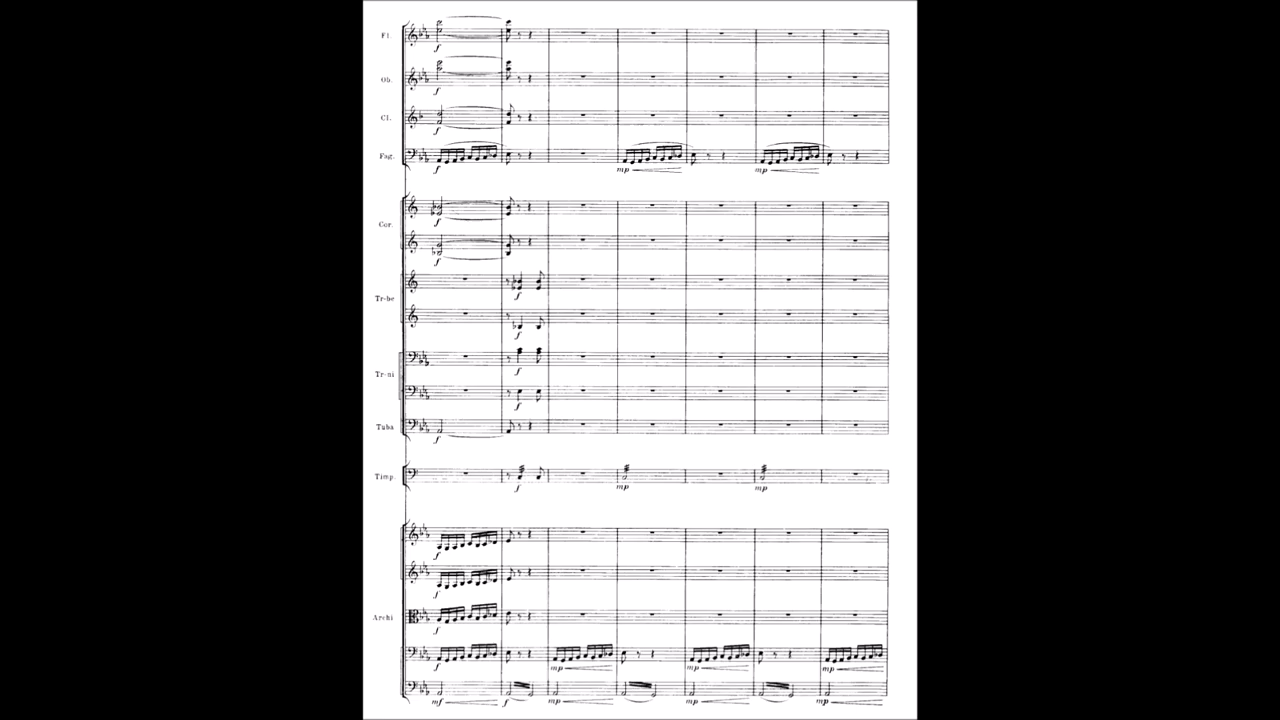 Fl.
f
Ob.
f
Cl.
f
Fag.
f mp mp
Cor.
f
f
Tr-be
f
f
Tr-ni
f
f
Tuba
f
Timp.
f mp mp
f
f
Archi
f
f mp mp mp
mf f mp mp mp